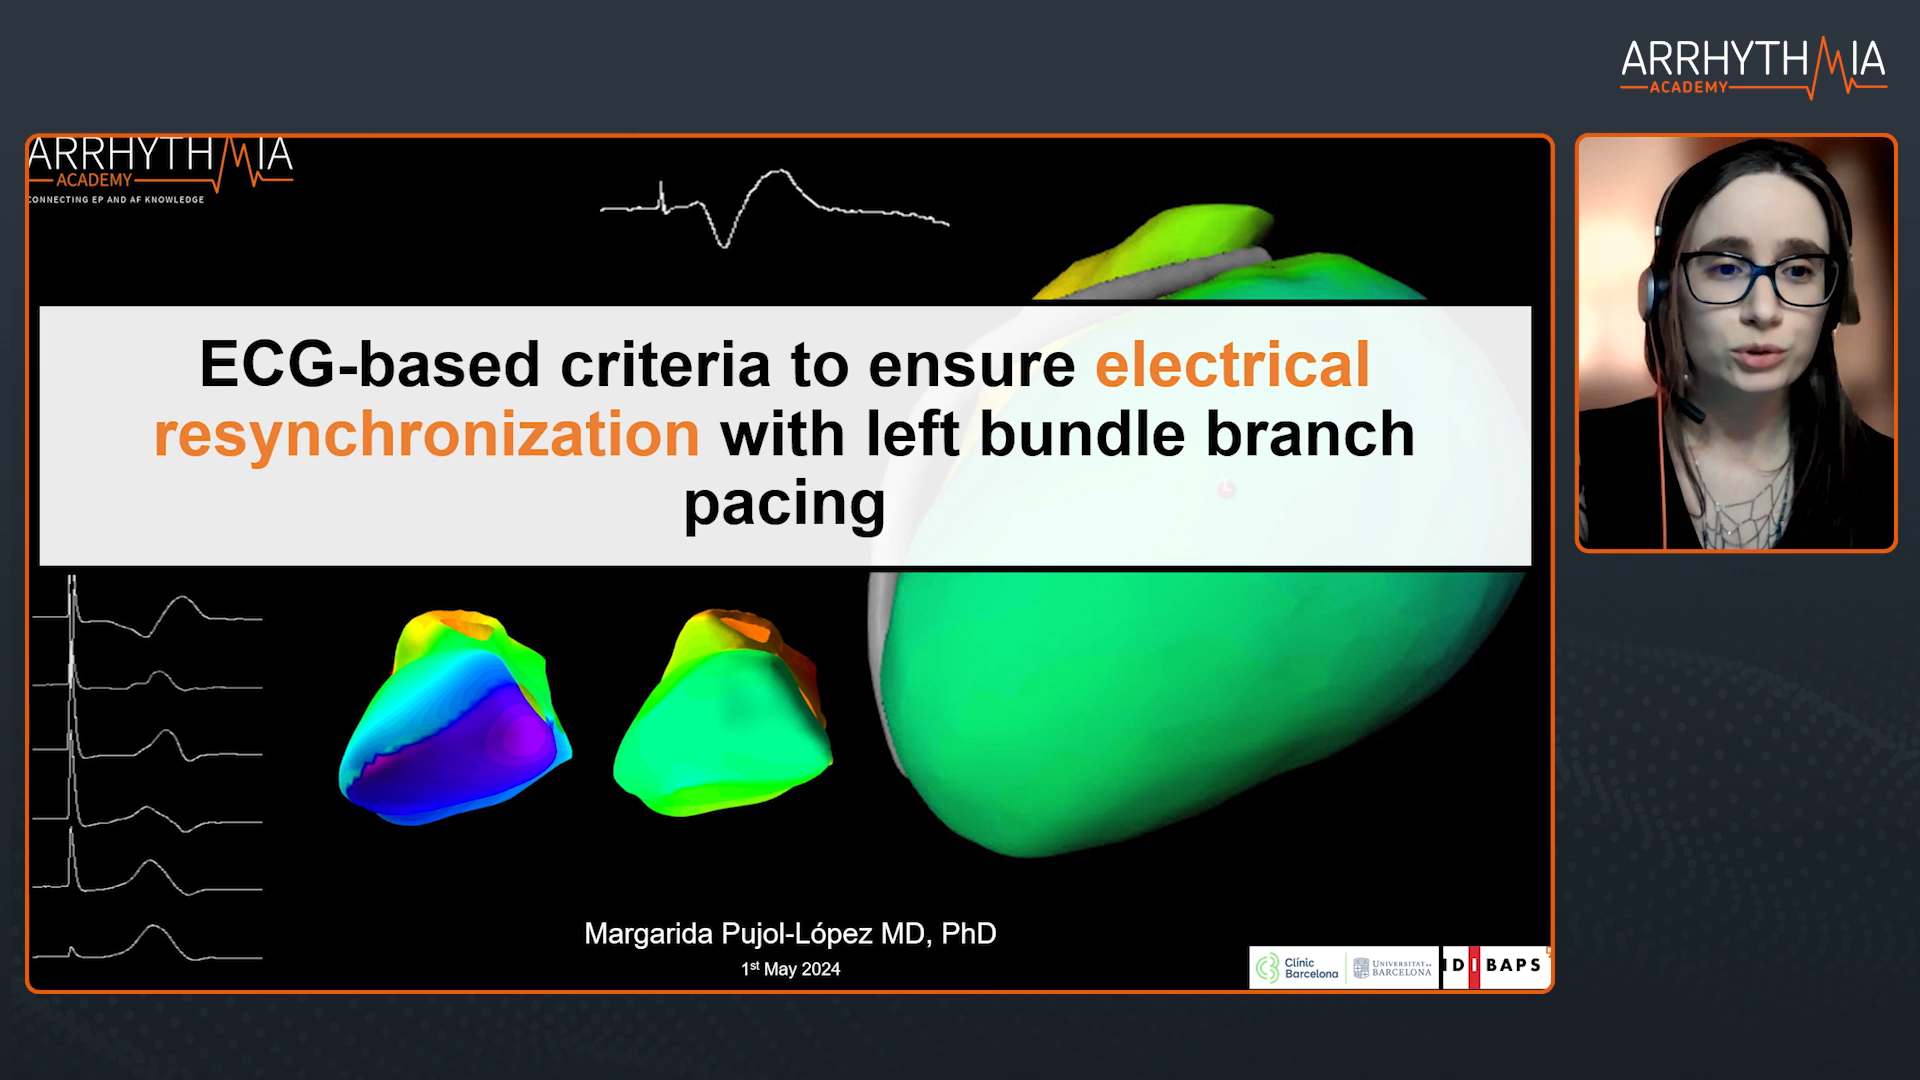 ARRHYTHMIA
ACADEMY
ARRHYTHMIA
ACADEMY
CONNECTING EP AND AF KNOWLEDGE
ECG-based criteria to ensure electrical
resynchronization with left bundle branch
pacing
Margarida Pujol-López MD, PhD
1st May 2024
Clínic
Barcelona
UNIVERSITAT DE
BARCELONA
IDIBAPS